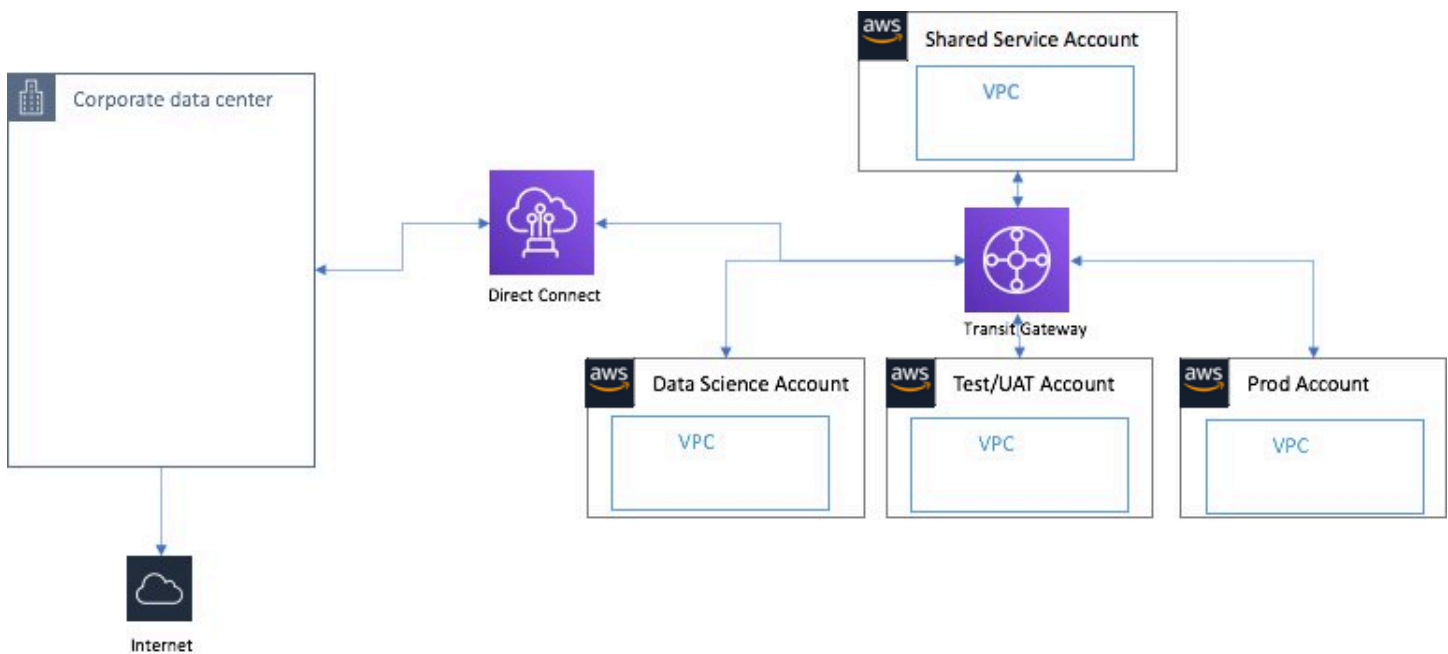 aws
Shared Service Account
VPC
Corporate data center
Direct Connect
Transit Gateway
aws
Data Science Account
VPC
aws
Test/UAT Account
VPC
aws
Prod Account
VPC
Internet